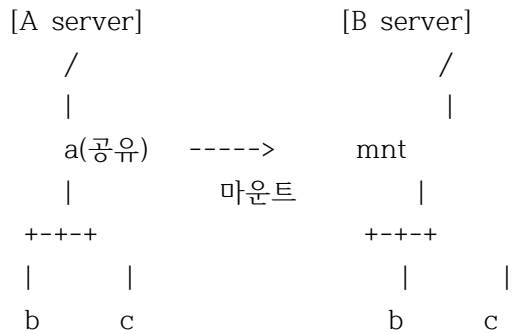 [A server] [B server]
/ /
| |
a(공유) -----> mnt
| 마운트 |
+-+-+ +-+-+
| | | |
b c b c